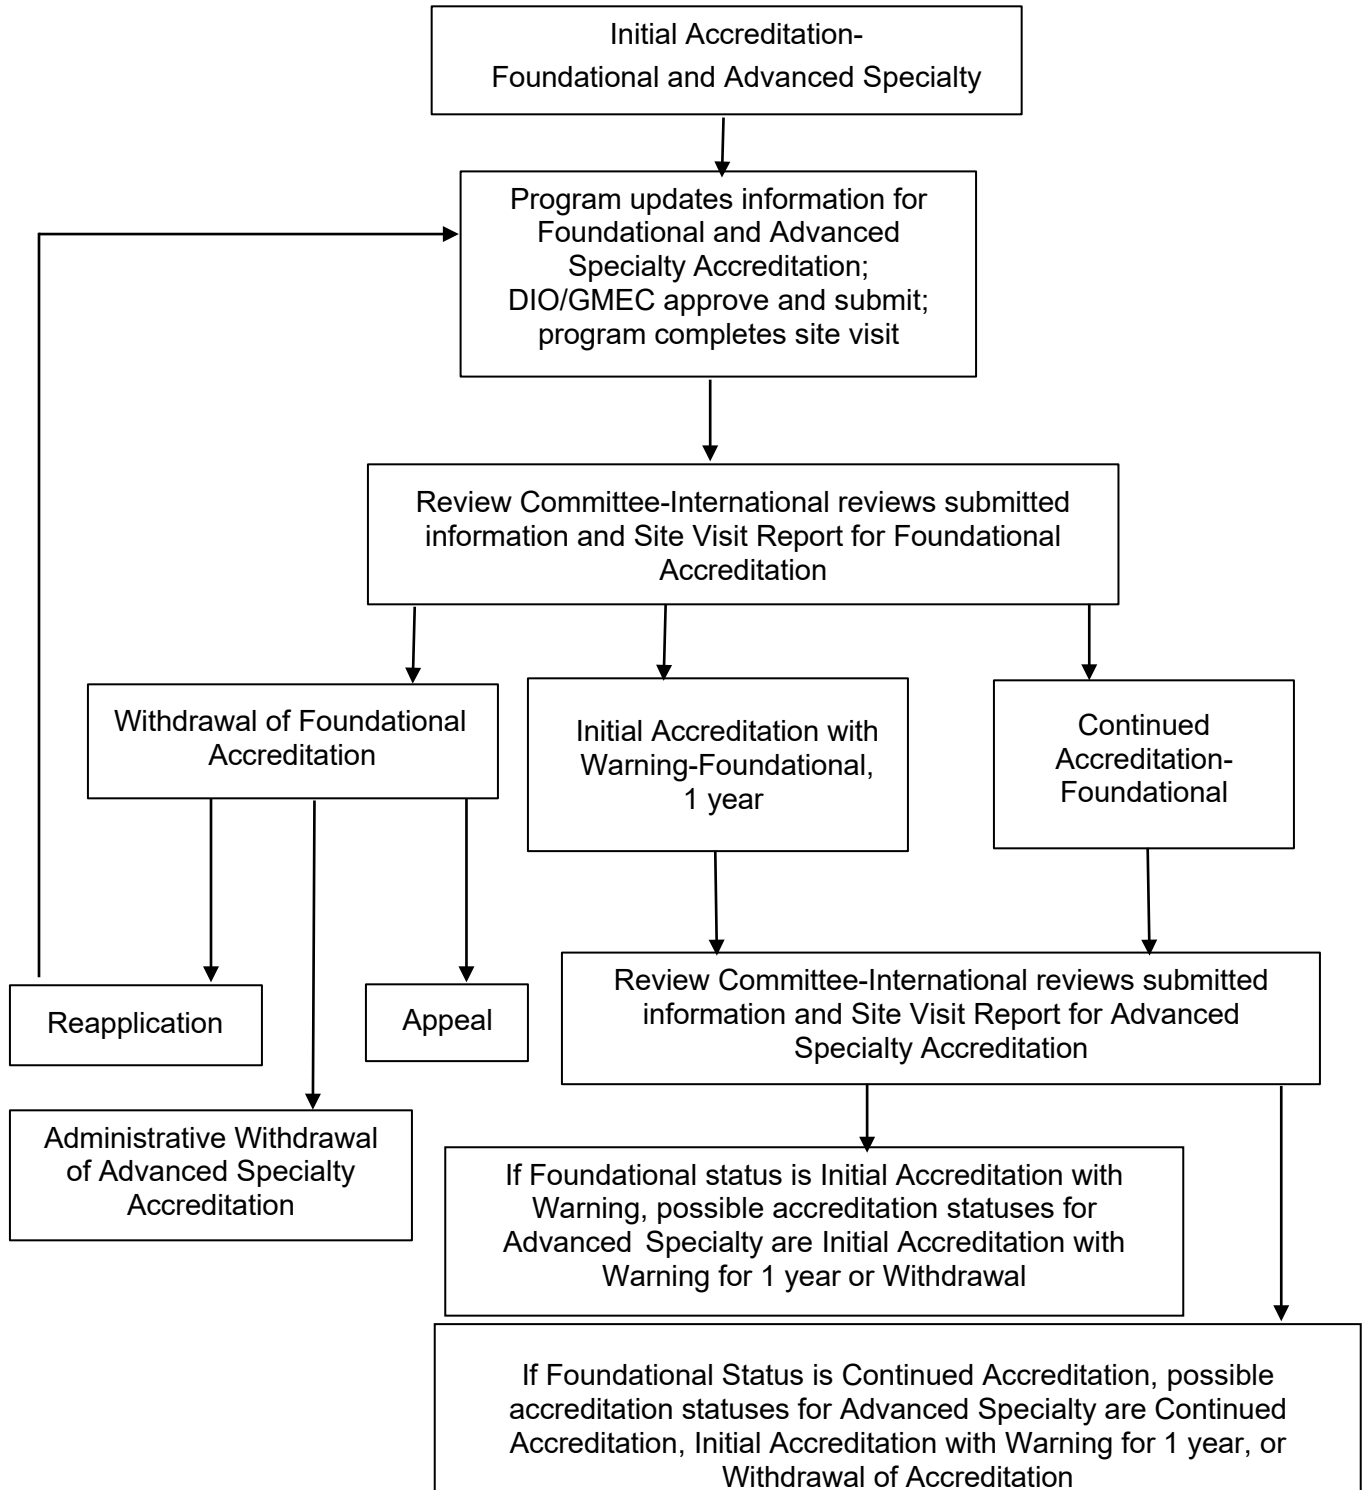 Initial Accreditation-
Foundational and Advanced Specialty
Program updates information for
Foundational and Advanced
Specialty Accreditation;
DIO/GMEC approve and submit;
program completes site visit
Review Committee-International reviews submitted
information and Site Visit Report for Foundational
Accreditation
Withdrawal of Foundational
Accreditation
Initial Accreditation with
Warning-Foundational,
1 year
Continued
Accreditation-
Foundational
Reapplication
Appeal
Review Committee-International reviews submitted
information and Site Visit Report for Advanced
Specialty Accreditation
Administrative Withdrawal
of Advanced Specialty
Accreditation
If Foundational status is Initial Accreditation with
Warning, possible accreditation statuses for
Advanced Specialty are Initial Accreditation with
Warning for 1 year or Withdrawal
If Foundational Status is Continued Accreditation, possible
accreditation statuses for Advanced Specialty are Continued
Accreditation, Initial Accreditation with Warning for 1 year, or
Withdrawal of Accreditation